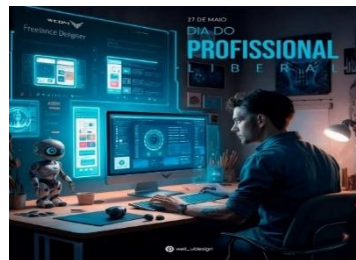 27 DE MAIO
DIA DO
PROFISSIONAL
LIBERAL
Freelance Designer